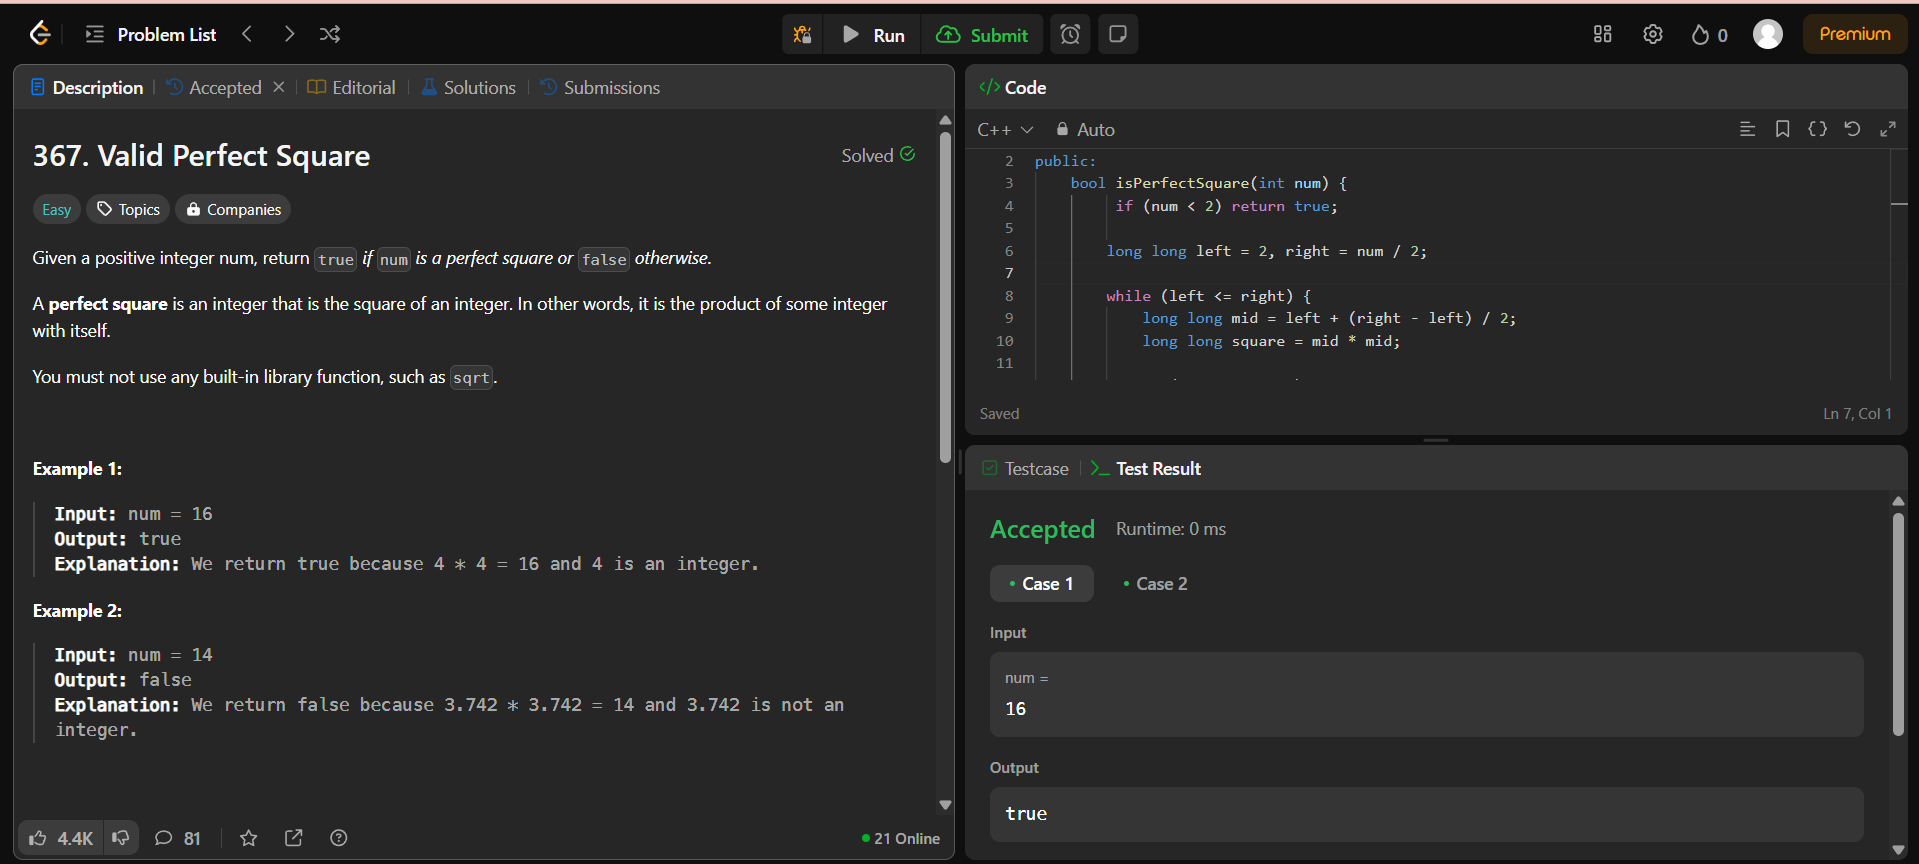 Problem List
Run
Submit
0
Premium
Description
Accepted
Editorial
Solutions
Submissions
367. Valid Perfect Square
Solved
Easy
Topics
Companies
Given a positive integer num, return true if num is a perfect square or false otherwise.
A perfect square is an integer that is the square of an integer. In other words, it is the product of some integer
with itself.
You must not use any built-in library function, such as sqrt.
Example 1:
Input: num = 16
Output: true
Explanation: We return true because 4 * 4 = 16 and 4 is an integer.
Example 2:
Input: num = 14
Output: false
Explanation: We return false because 3.742 * 3.742 = 14 and 3.742 is not an
integer.
4.4K
81
21 Online
</> Code
C++
Auto
2 public:
3 bool isPerfectSquare(int num) {
4 if (num < 2) return true;
5
6 long long left = 2, right = num / 2;
7
8 while (left <= right) {
9 long long mid = left + (right - left) / 2;
10 long long square = mid * mid;
11
Saved
Ln 7, Col 1
Testcase
>_ Test Result
Accepted
Runtime: 0 ms
• Case 1
• Case 2
Input
num =
16
Output
true